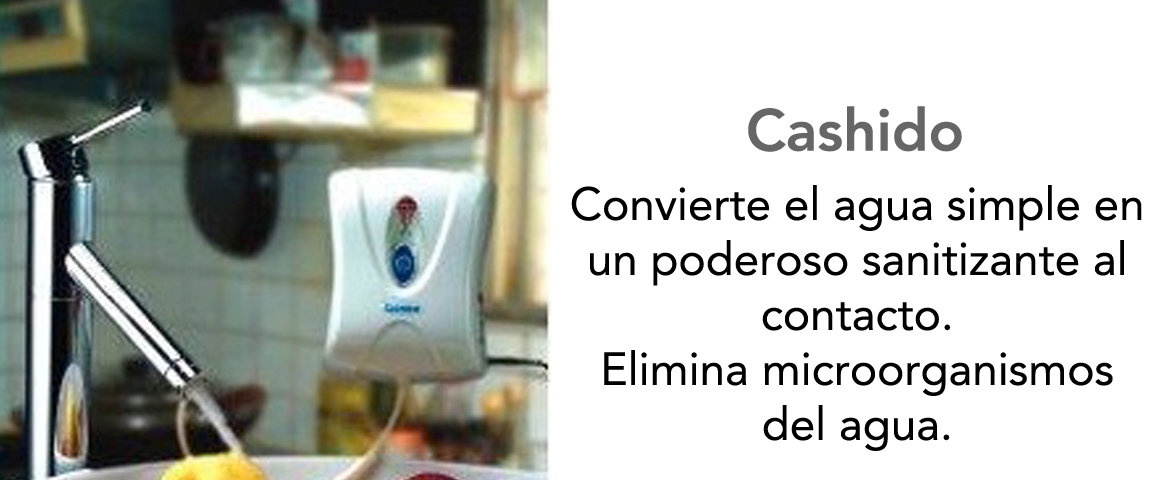 Cashido
Convierte el agua simple en
un poderoso sanitizante al
contacto.
Elimina microorganismos
del agua.